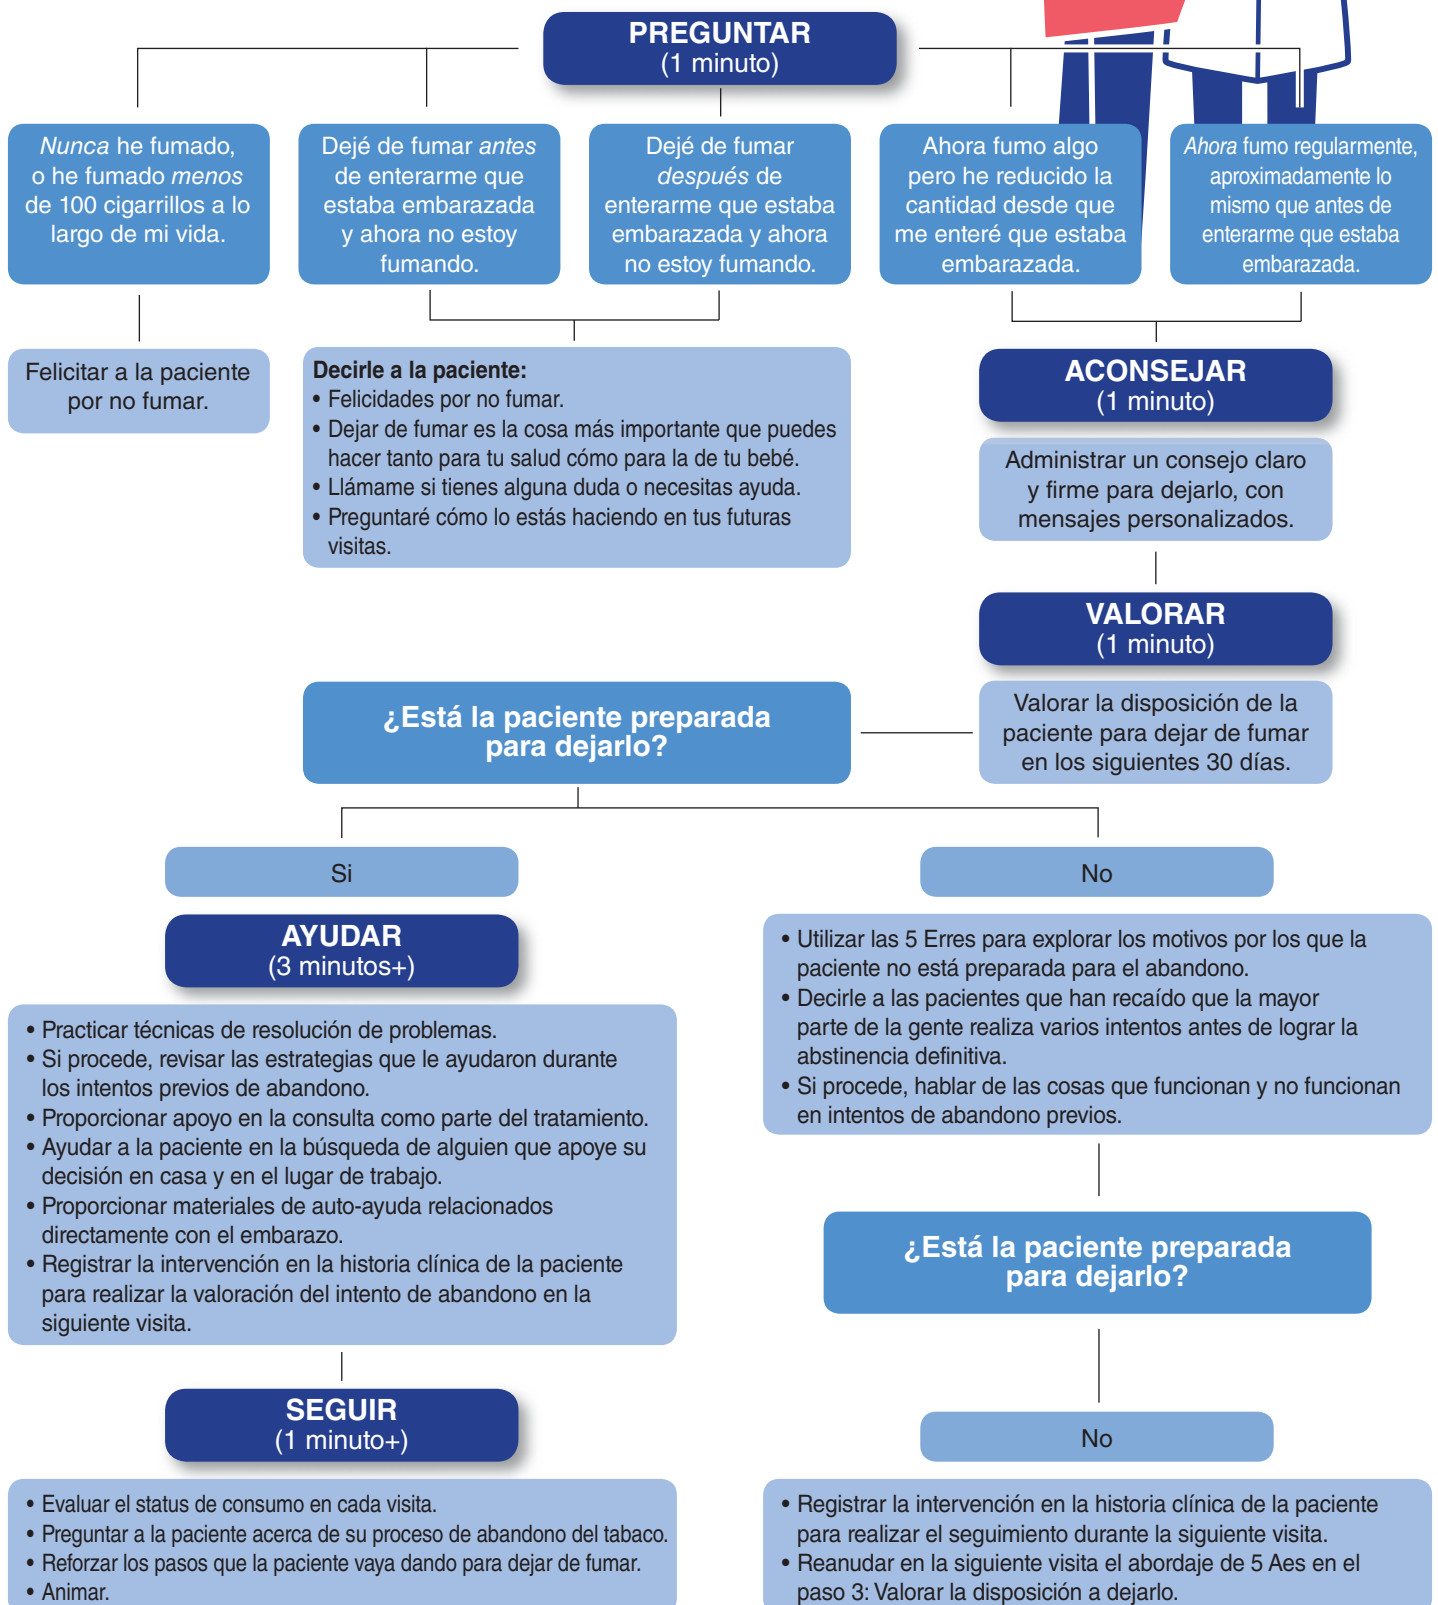 PREGUNTAR
(1 minuto)
Nunca he fumado,
o he fumado menos
de 100 cigarrillos a lo
largo de mi vida.
Dejé de fumar antes
de enterarme que
estaba embarazada
y ahora no estoy
fumando.
Dejé de fumar
después de
enterarme que estaba
embarazada y ahora
no estoy fumando.
Ahora fumo algo
pero he reducido la
cantidad desde que
me enteré que estaba
embarazada.
Ahora fumo regularmente,
aproximadamente lo
mismo que antes de
enterarme que estaba
embarazada.
Felicitar a la paciente
por no fumar.
Decirle a la paciente:
• Felicidades por no fumar.
• Dejar de fumar es la cosa más importante que puedes
hacer tanto para tu salud cómo para la de tu bebé.
• Llámame si tienes alguna duda o necesitas ayuda.
• Preguntaré cómo lo estás haciendo en tus futuras
visitas.
ACONSEJAR
(1 minuto)
Administrar un consejo claro
y firme para dejarlo, con
mensajes personalizados.
VALORAR
(1 minuto)
Valorar la disposición de la
paciente para dejar de fumar
en los siguientes 30 días.
¿Está la paciente preparada
para dejarlo?
Si
AYUDAR
(3 minutos+)
• Practicar técnicas de resolución de problemas.
• Si procede, revisar las estrategias que le ayudaron durante
los intentos previos de abandono.
• Proporcionar apoyo en la consulta como parte del tratamiento.
• Ayudar a la paciente en la búsqueda de alguien que apoye su
decisión en casa y en el lugar de trabajo.
• Proporcionar materiales de auto-ayuda relacionados
directamente con el embarazo.
• Registrar la intervención en la historia clínica de la paciente
para realizar la valoración del intento de abandono en la
siguiente visita.
SEGUIR
(1 minuto+)
• Evaluar el status de consumo en cada visita.
• Preguntar a la paciente acerca de su proceso de abandono del tabaco.
• Reforzar los pasos que la paciente vaya dando para dejar de fumar.
• Animar.
No
• Utilizar las 5 Erres para explorar los motivos por los que la
paciente no está preparada para el abandono.
• Decirle a las pacientes que han recaído que la mayor
parte de la gente realiza varios intentos antes de lograr la
abstinencia definitiva.
• Si procede, hablar de las cosas que funcionan y no funcionan
en intentos de abandono previos.
¿Está la paciente preparada
para dejarlo?
No
• Registrar la intervención en la historia clínica de la paciente
para realizar el seguimiento durante la siguiente visita.
• Reanudar en la siguiente visita el abordaje de 5 Aes en el
paso 3: Valorar la disposición a dejarlo.